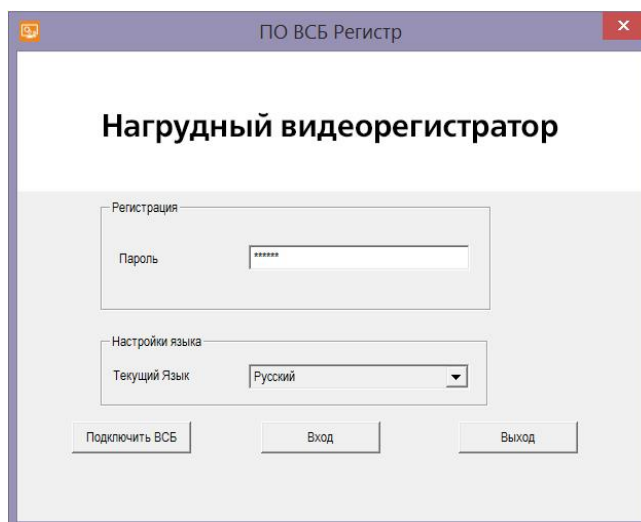 ПО ВСБ Регистр
Нагрудный видеорегистратор
Регистрация
Пароль ******
Настройки языка
Текущий Язык Русский
Подключить ВСБ Вход Выход